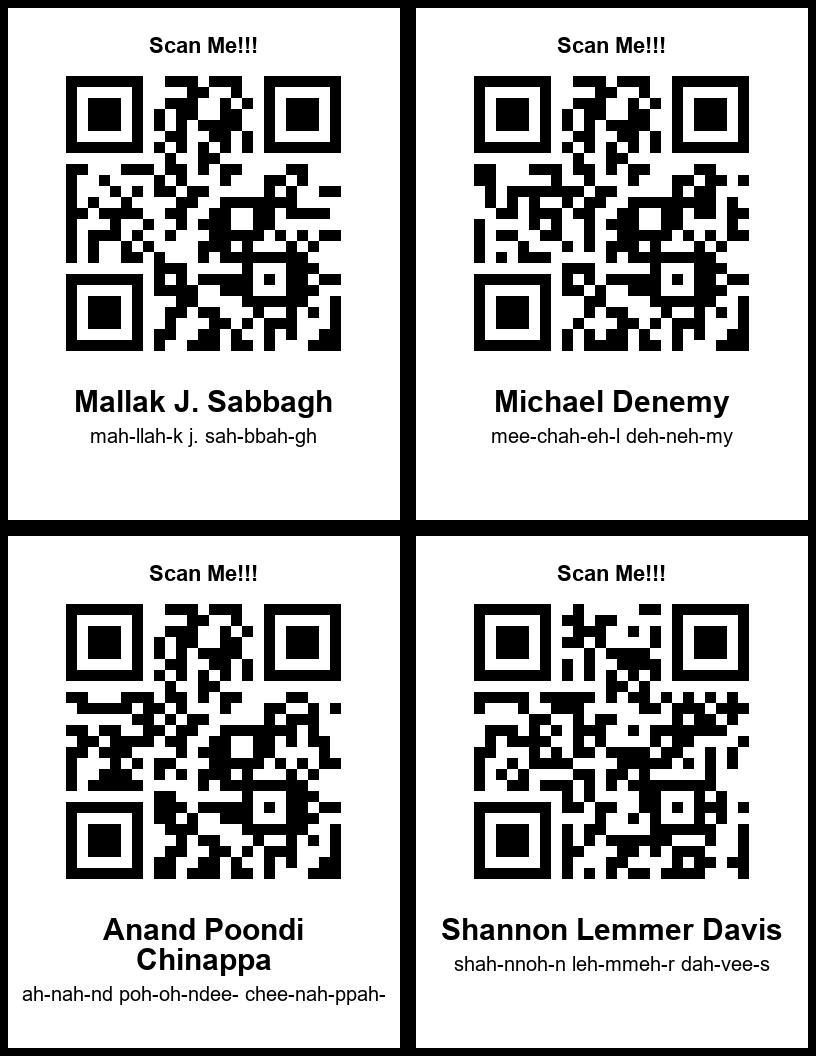 Scan Me!!!
Mallak J. Sabbagh
mah-llah-k j. sah-bbah-gh
Scan Me!!!
Michael Denemy
mee-chah-eh-l deh-neh-my
Scan Me!!!
Anand Poondi
Chinappa
ah-nah-nd poh-oh-ndee- chee-nah-ppah-
Scan Me!!!
Shannon Lemmer Davis
shah-nnoh-n leh-mmeh-r dah-vee-s